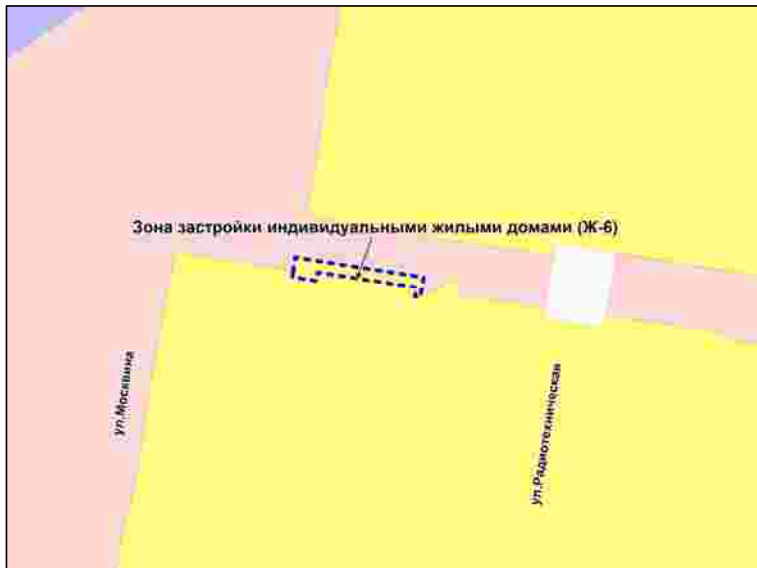 Зона застройки индивидуальными жилыми домами (Ж-6)
ул.Москвина
ул.Радиотехническая